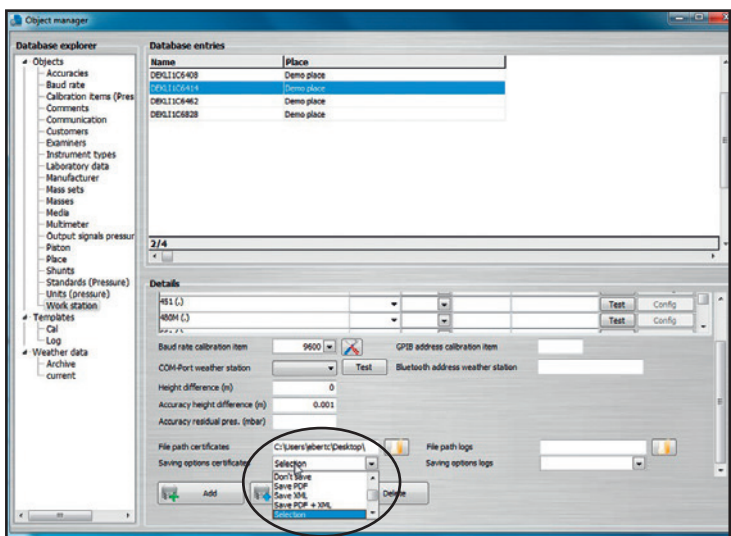 Object manager
Database explorer
Objects
Accuracies
Baud rate
Calbration items (Pres
Comments
Communication
Customers
Examiners
Instrument types
Laboratory data
Manufacturer
Mass sets
Masses
Media
Multimeter
Output signals pressur
Piston
Place
Shunts
Standards (Pressure)
Units (pressure)
Work station
Templates
Cal
Log
Weather data
Archive
current
Database entries
Name Place
DEKLI1C6408 Demo place
DEKLI1C6414 Demo place
DEKLI1C6462 Demo place
DEKLI1C6828 Demo place
2/4
Details
451 (.) Test Config
480M (.) Test Config
Baud rate calibration item 9600 GPIB address calibration item
COM-Port weather station Test Bluetooth address weather station
Height difference (m) 0
Accuracy height difference (m) 0.001
Accuracy residual pres. (mbar)
File path certificates C:\Users\ebertc\Desktop\ File path logs
Saving options certificates Selection Saving options logs
Don't save
Save PDF
Save XML
Save PDF + XML
Selection
Add Delete